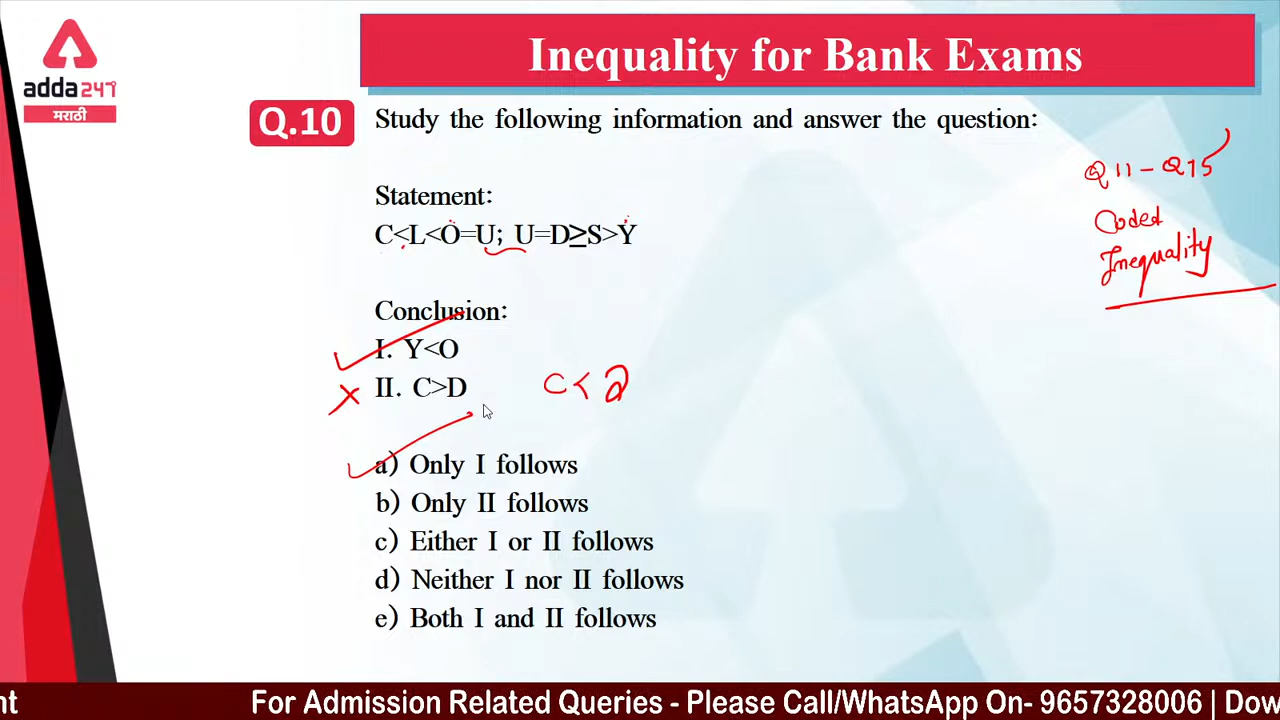 Inequality for Bank Exams
adda247
मराठी
Q.10 Study the following information and answer the question:
Q11-Q15
Statement:
Coded
C<L<O=U; U=D≥S>Y
Inequality
Conclusion:
I. Y<O
II. C>D
C<D
a) Only I follows
b) Only II follows
c) Either I or II follows
d) Neither I nor II follows
e) Both I and II follows
nt For Admission Related Queries - Please Call/WhatsApp On- 9657328006 | Dow